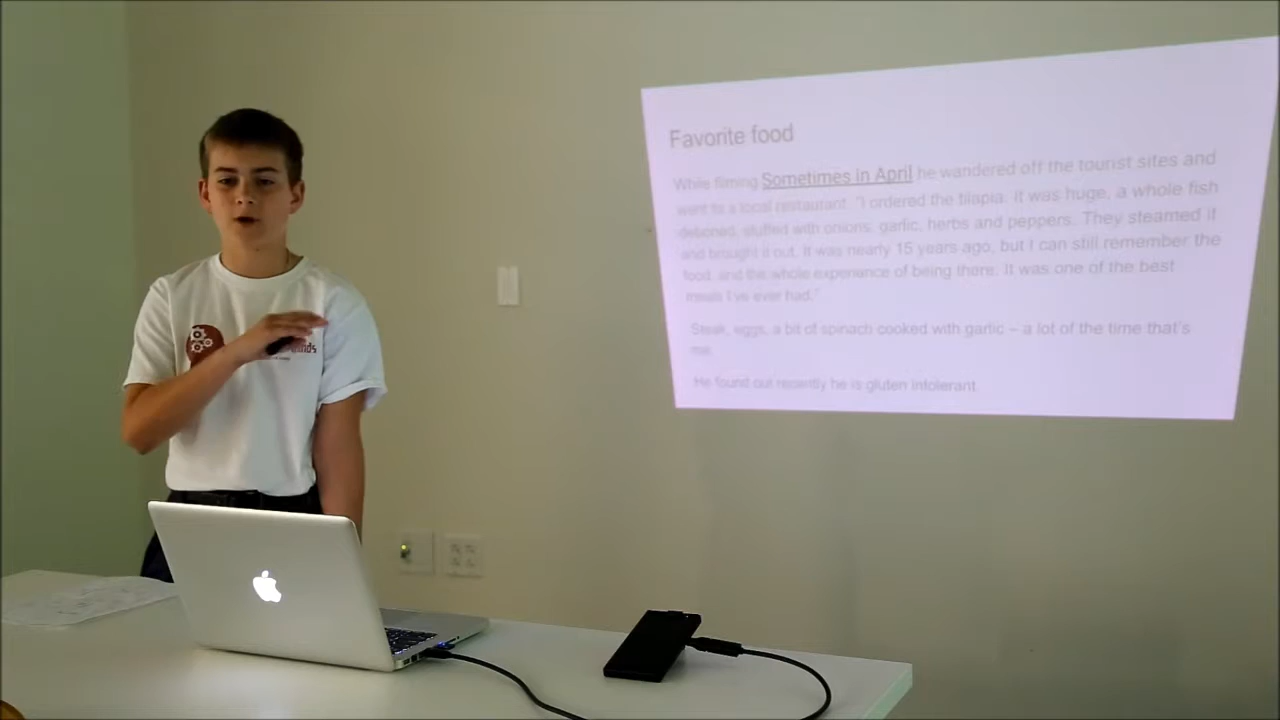 Favorite food
While filming Sometimes in April he wandered off the tourist sites and
went to a local restaurant. "I ordered the tilapia. It was huge, a whole fish
deboned, stuffed with onions, garlic, herbs and peppers. They steamed it
and brought it out. It was nearly 15 years ago, but I can still remember the
food, and the whole experience of being there. It was one of the best
meals I've ever had."
Steak, eggs, a bit of spinach cooked with garlic – a lot of the time that's
me.
He found out recently he is gluten intolerant